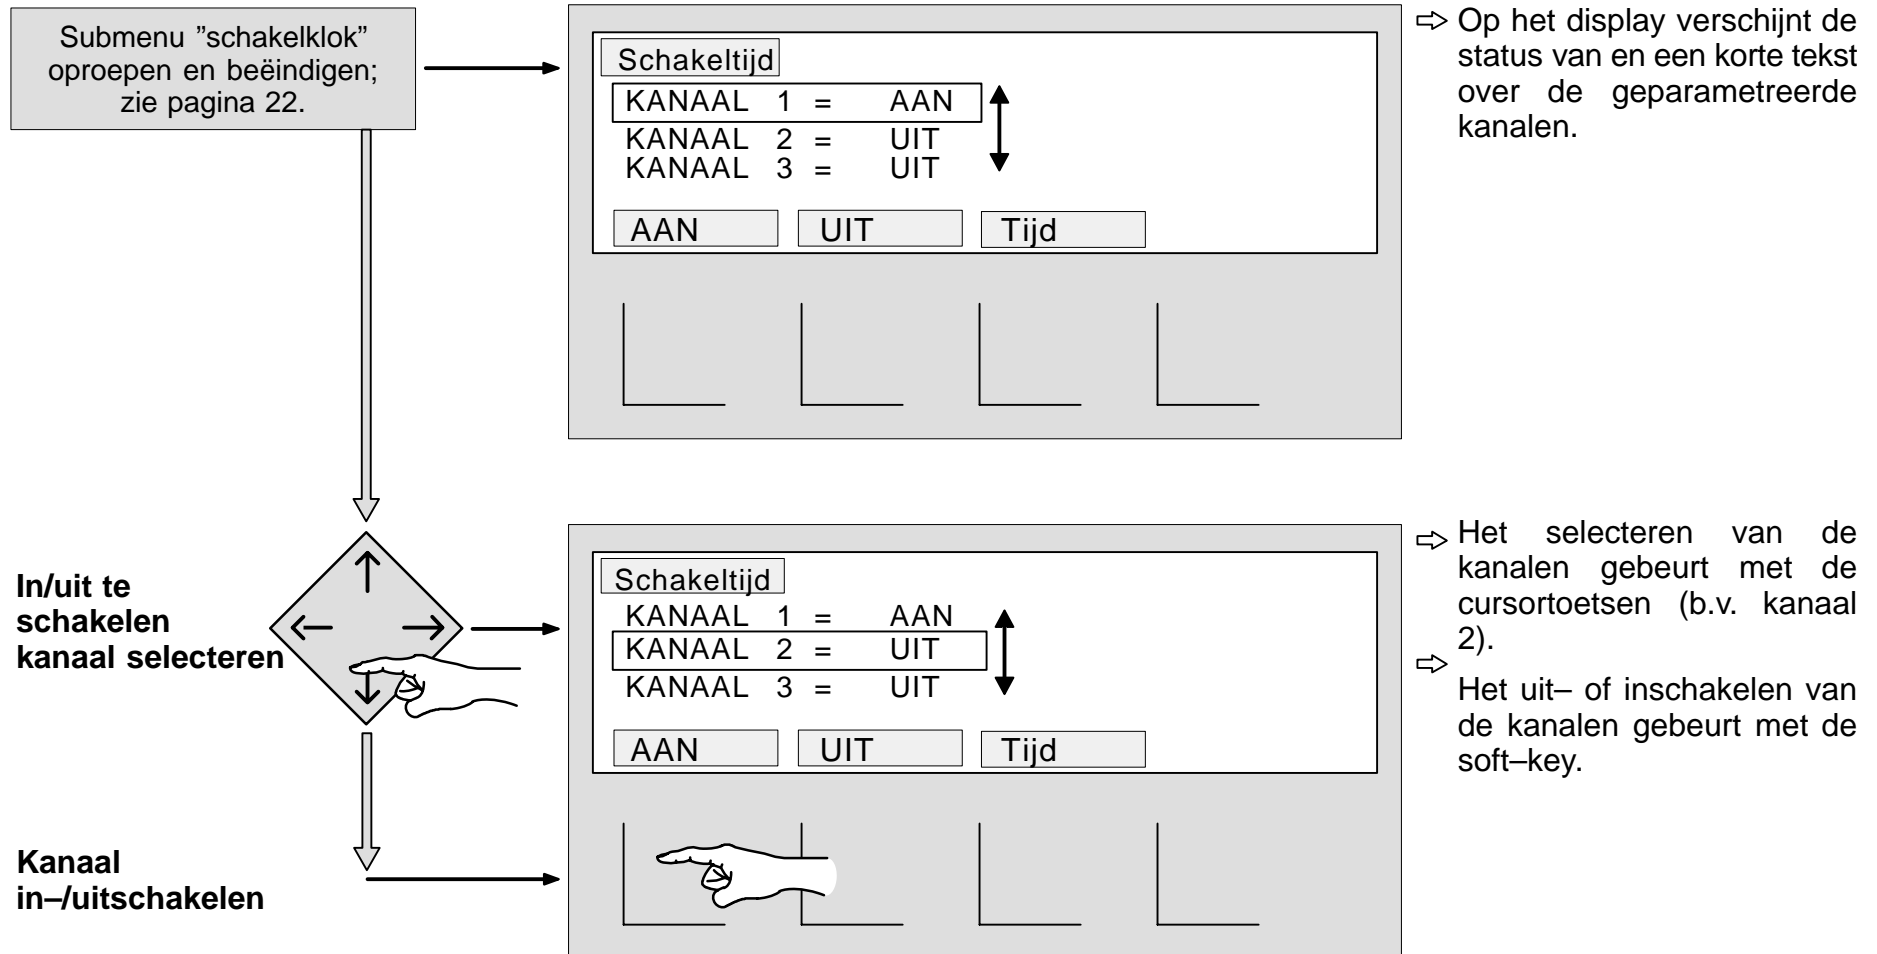 Submenu ”schakelklok”
oproepen en beëindigen;
zie pagina 22.
Schakeltijd
KANAAL 1 = AAN
KANAAL 2 = UIT
KANAAL 3 = UIT
AAN UIT Tijd
Op het display verschijnt de
status van en een korte tekst
over de geparametreerde
kanalen.
In/uit te
schakelen
kanaal selecteren
Schakeltijd
KANAAL 1 = AAN
KANAAL 2 = UIT
KANAAL 3 = UIT
AAN UIT Tijd
Het selecteren van de
kanalen gebeurt met de
cursortoetsen (b.v. kanaal
2).
Het uit– of inschakelen van
de kanalen gebeurt met de
soft–key.
Kanaal
in–/uitschakelen